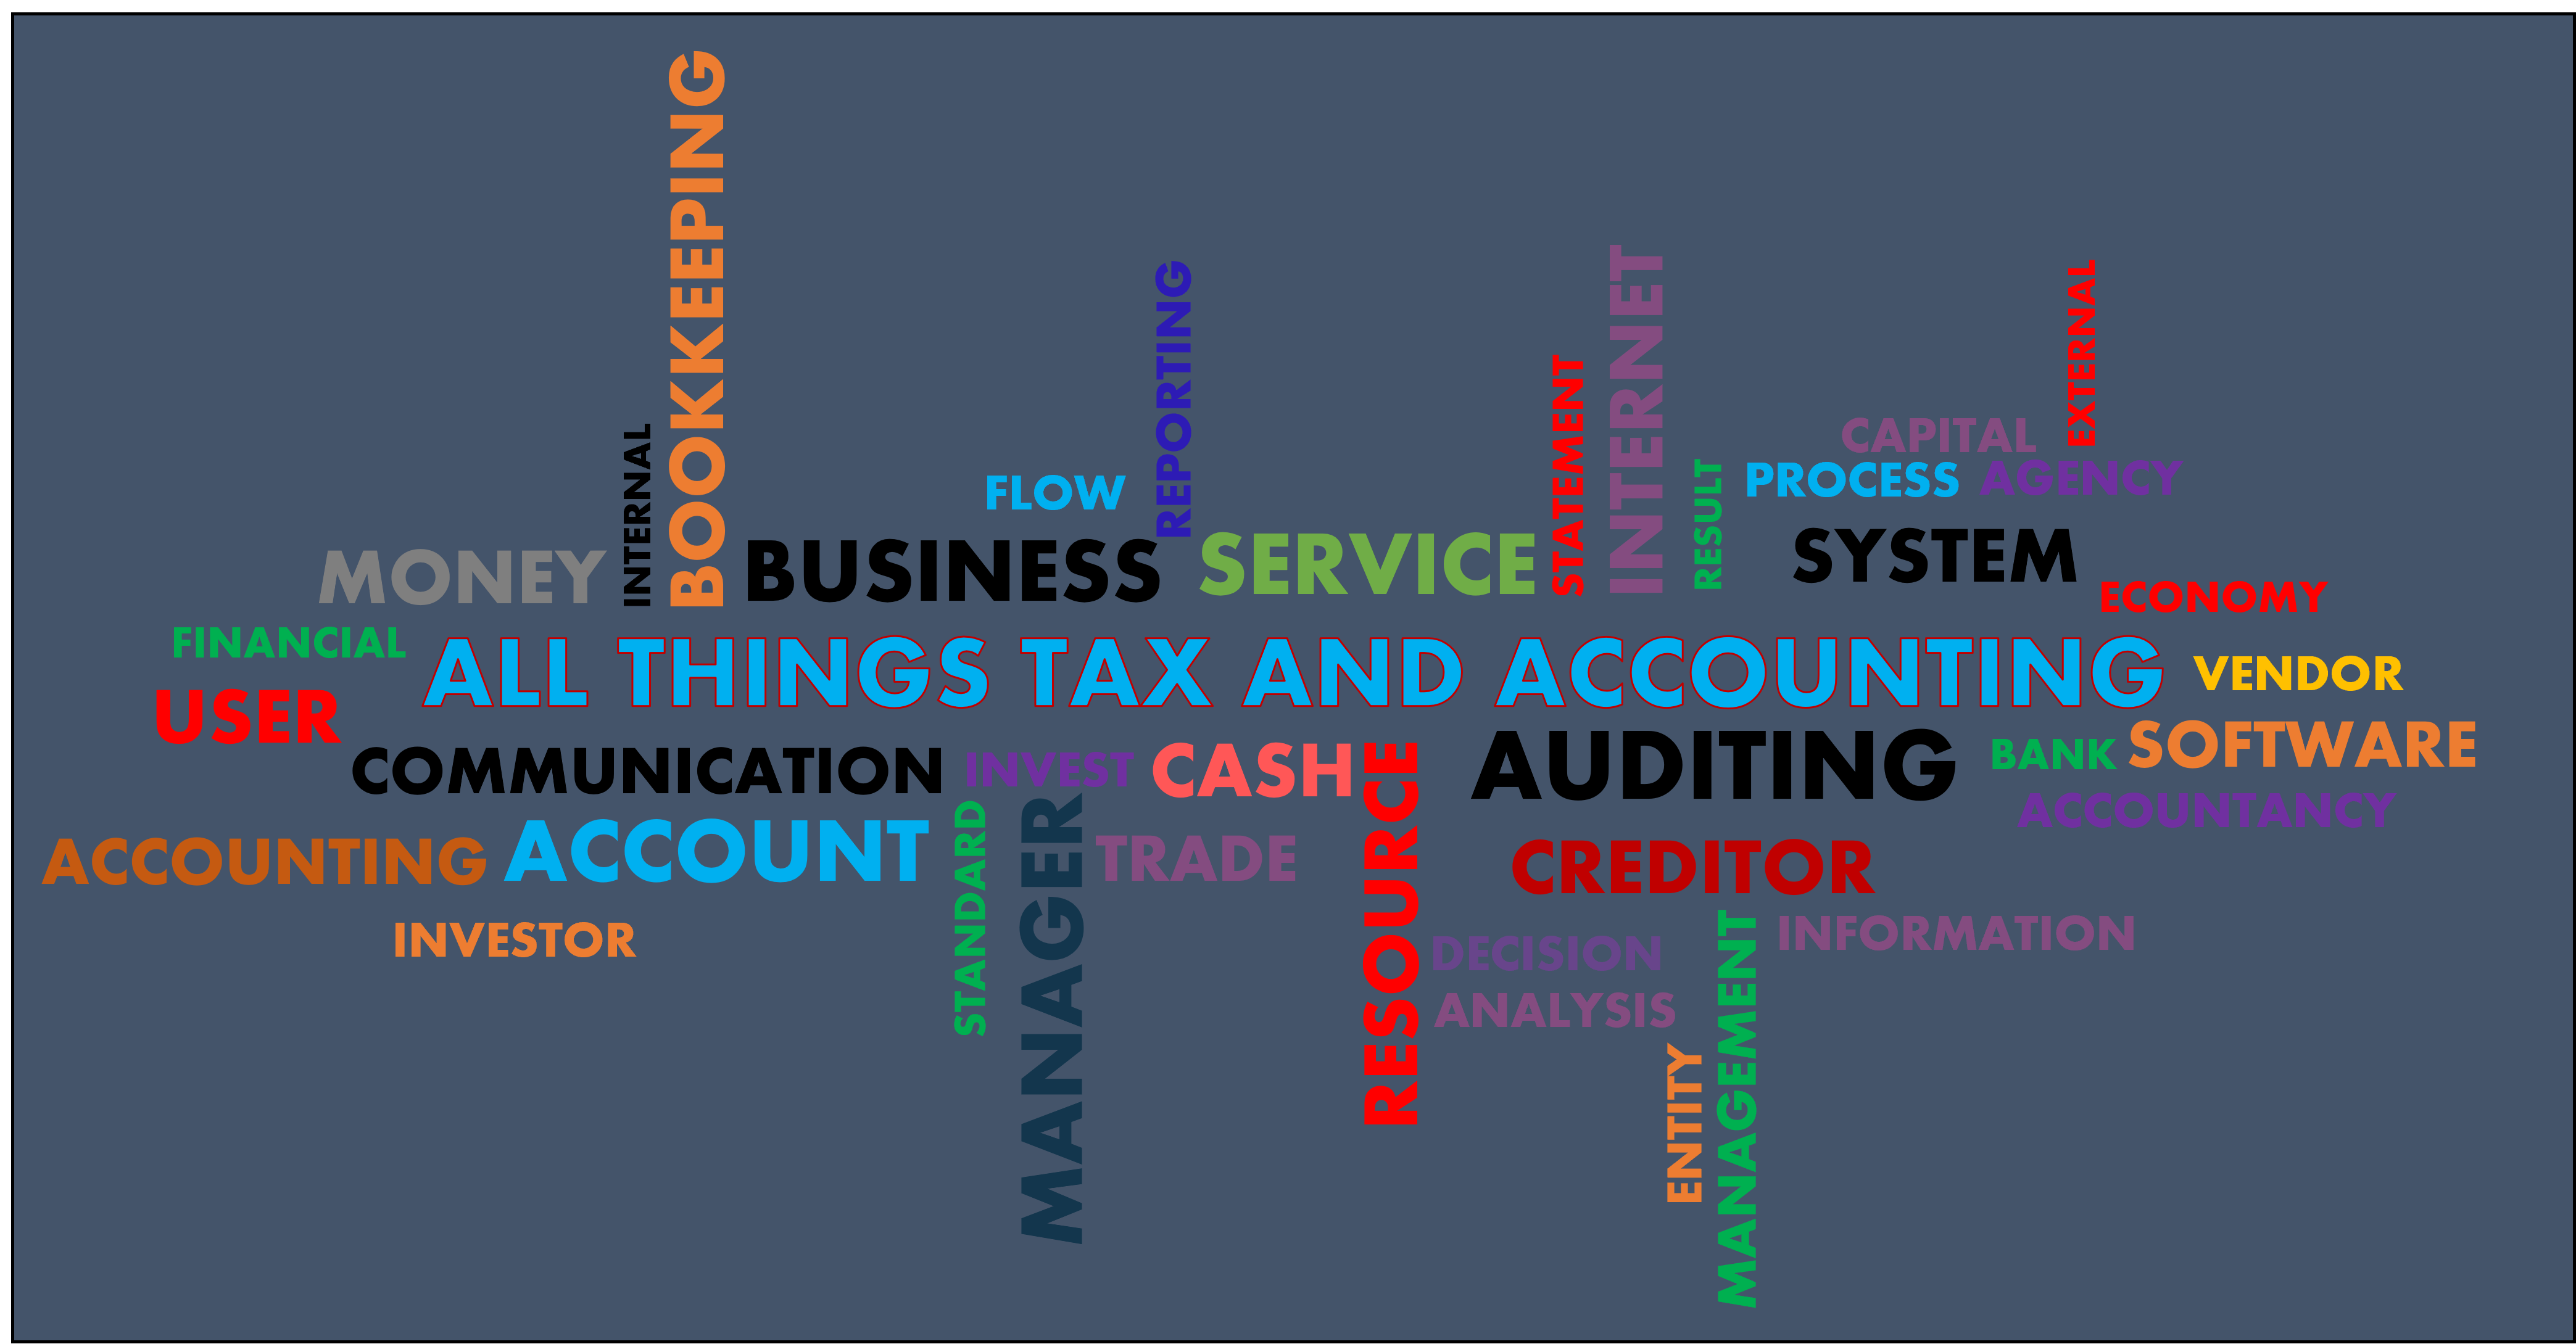 BOOKKEEPING
REPORTING
INTERNET
EXTERNAL
STATEMENT
CAPITAL
INTERNAL
FLOW
RESULT
PROCESS
AGENCY
MONEY
BUSINESS
SERVICE
SYSTEM
ECONOMY
FINANCIAL
ALL THINGS TAX AND ACCOUNTING
VENDOR
USER
COMMUNICATION
INVEST
CASH
RESOURCE
AUDITING
BANK
SOFTWARE
ACCOUNTANCY
ACCOUNTING
ACCOUNT
STANDARD
MANAGER
TRADE
CREDITOR
INVESTOR
DECISION
INFORMATION
ANALYSIS
ENTITY
MANAGEMENT